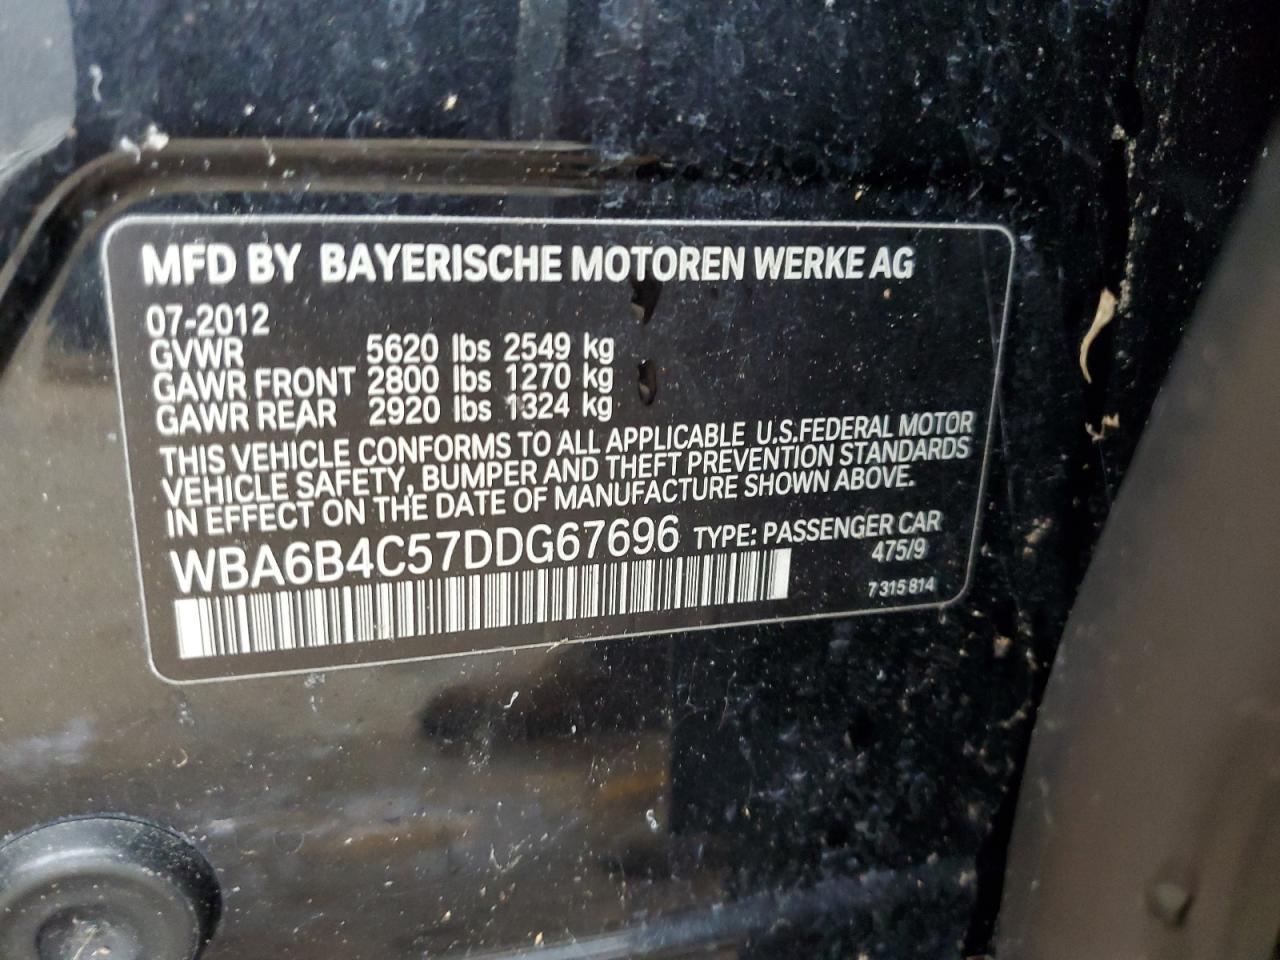 MFD BY BAYERISCHE MOTOREN WERKE AG
07-2012
GVWR 5620 lbs 2549 kg
GAWR FRONT 2800 lbs 1270 kg
GAWR REAR 2920 lbs 1324 kg
THIS VEHICLE CONFORMS TO ALL APPLICABLE U.S.FEDERAL MOTOR
VEHICLE SAFETY, BUMPER AND THEFT PREVENTION STANDARDS
IN EFFECT ON THE DATE OF MANUFACTURE SHOWN ABOVE.
WBA6B4C57DDG67696 TYPE: PASSENGER CAR
475/9
7 315 814